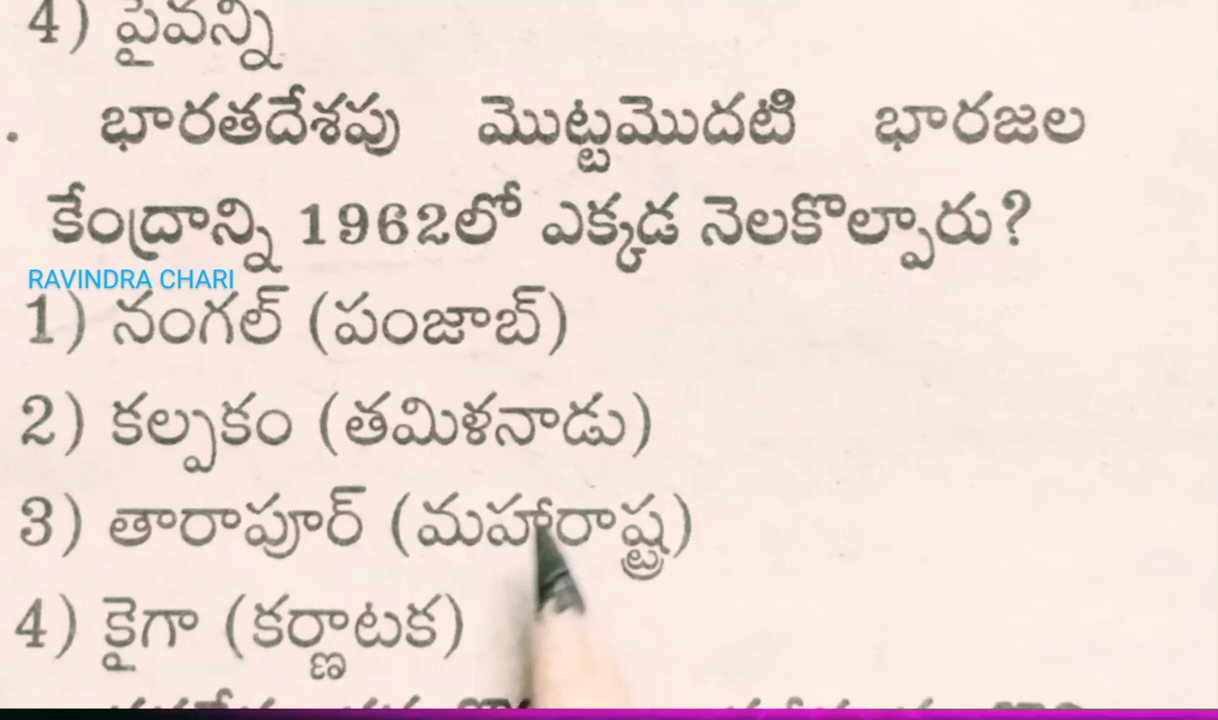 4) పైవన్నీ
. భారతదేశపు మొట్టమొదటి భారజల
కేంద్రాన్ని 1962లో ఎక్కడ నెలకొల్పారు?
RAVINDRA CHARI
1) నంగల్ (పంజాబ్)
2) కల్పకం (తమిళనాడు)
3) తారాపూర్ (మహారాష్ట్ర)
4) కైగా (కర్ణాటక)